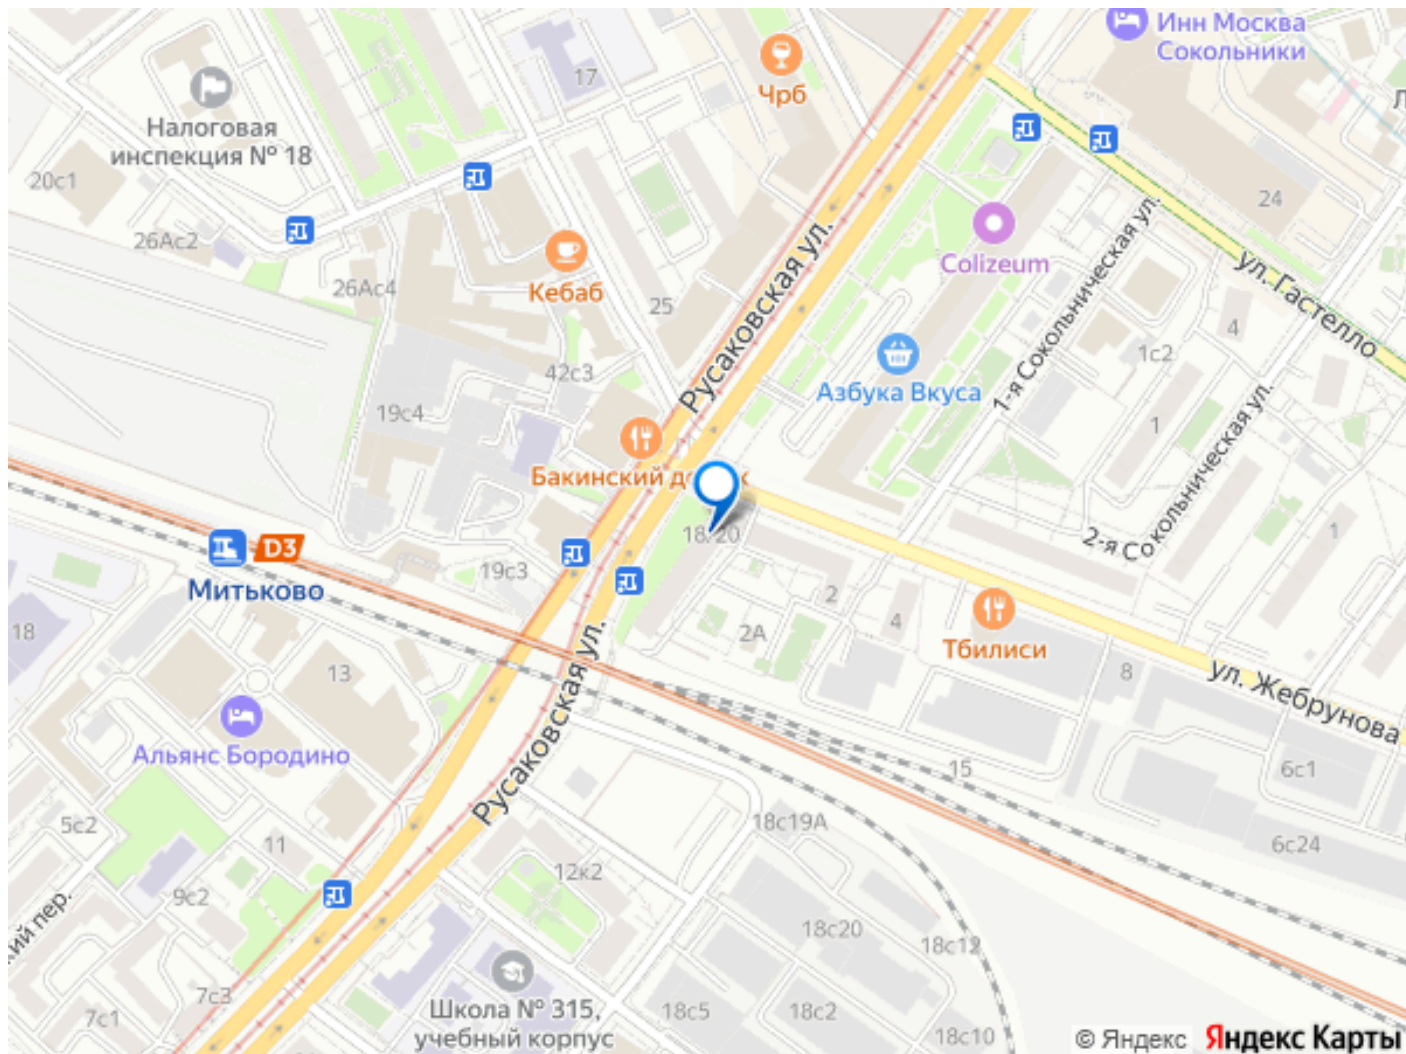 Инн Москва
Сокольники
Чрб
17
Налоговая
инспекция № 18
20с1
26Ас2
26Ас4
24
Colizeum
ул. Гастелло
Кебаб
25
Русаковская ул.
1-я Сокольническая ул.
4
1с2
42с3
Азбука Вкуса
19с4
1
2-я Сокольническая ул.
1
Бакинский
18/20
D3
Митьково
19с3
2
4
2А
Тбилиси
18
13
8
ул. Жебрунова
Русаковская ул.
Альянс Бородино
15
6с1
5с2
18с19А
6с24
11
12к2
9с2
кий пер.
18с20
18с12
7с3
Школа № 315,
учебный корпус
18с5
18с2
7с1
18с10
© Яндекс
Яндекс Карты